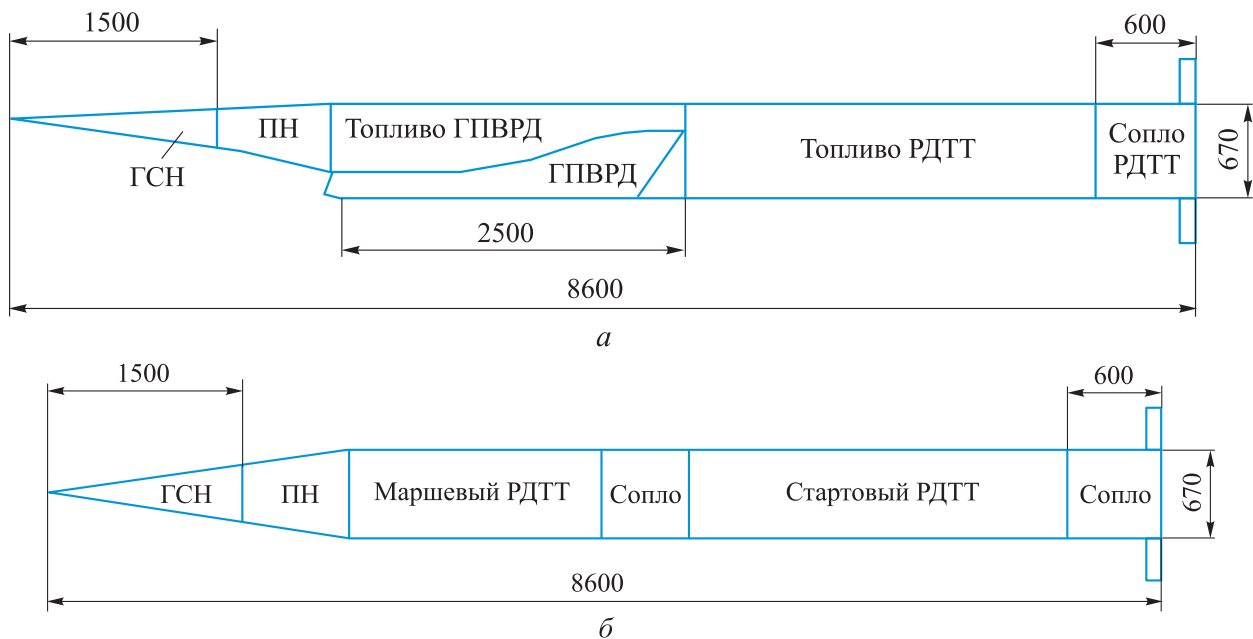 1500
600
ПН
Топливо ГПВРД
Топливо РДТТ
Сопло
РДТТ
670
ГСН
ГПВРД
2500
8600
а
1500
600
ГСН
ПН
Маршевый РДТТ
Сопло
Стартовый РДТТ
Сопло
670
8600
б